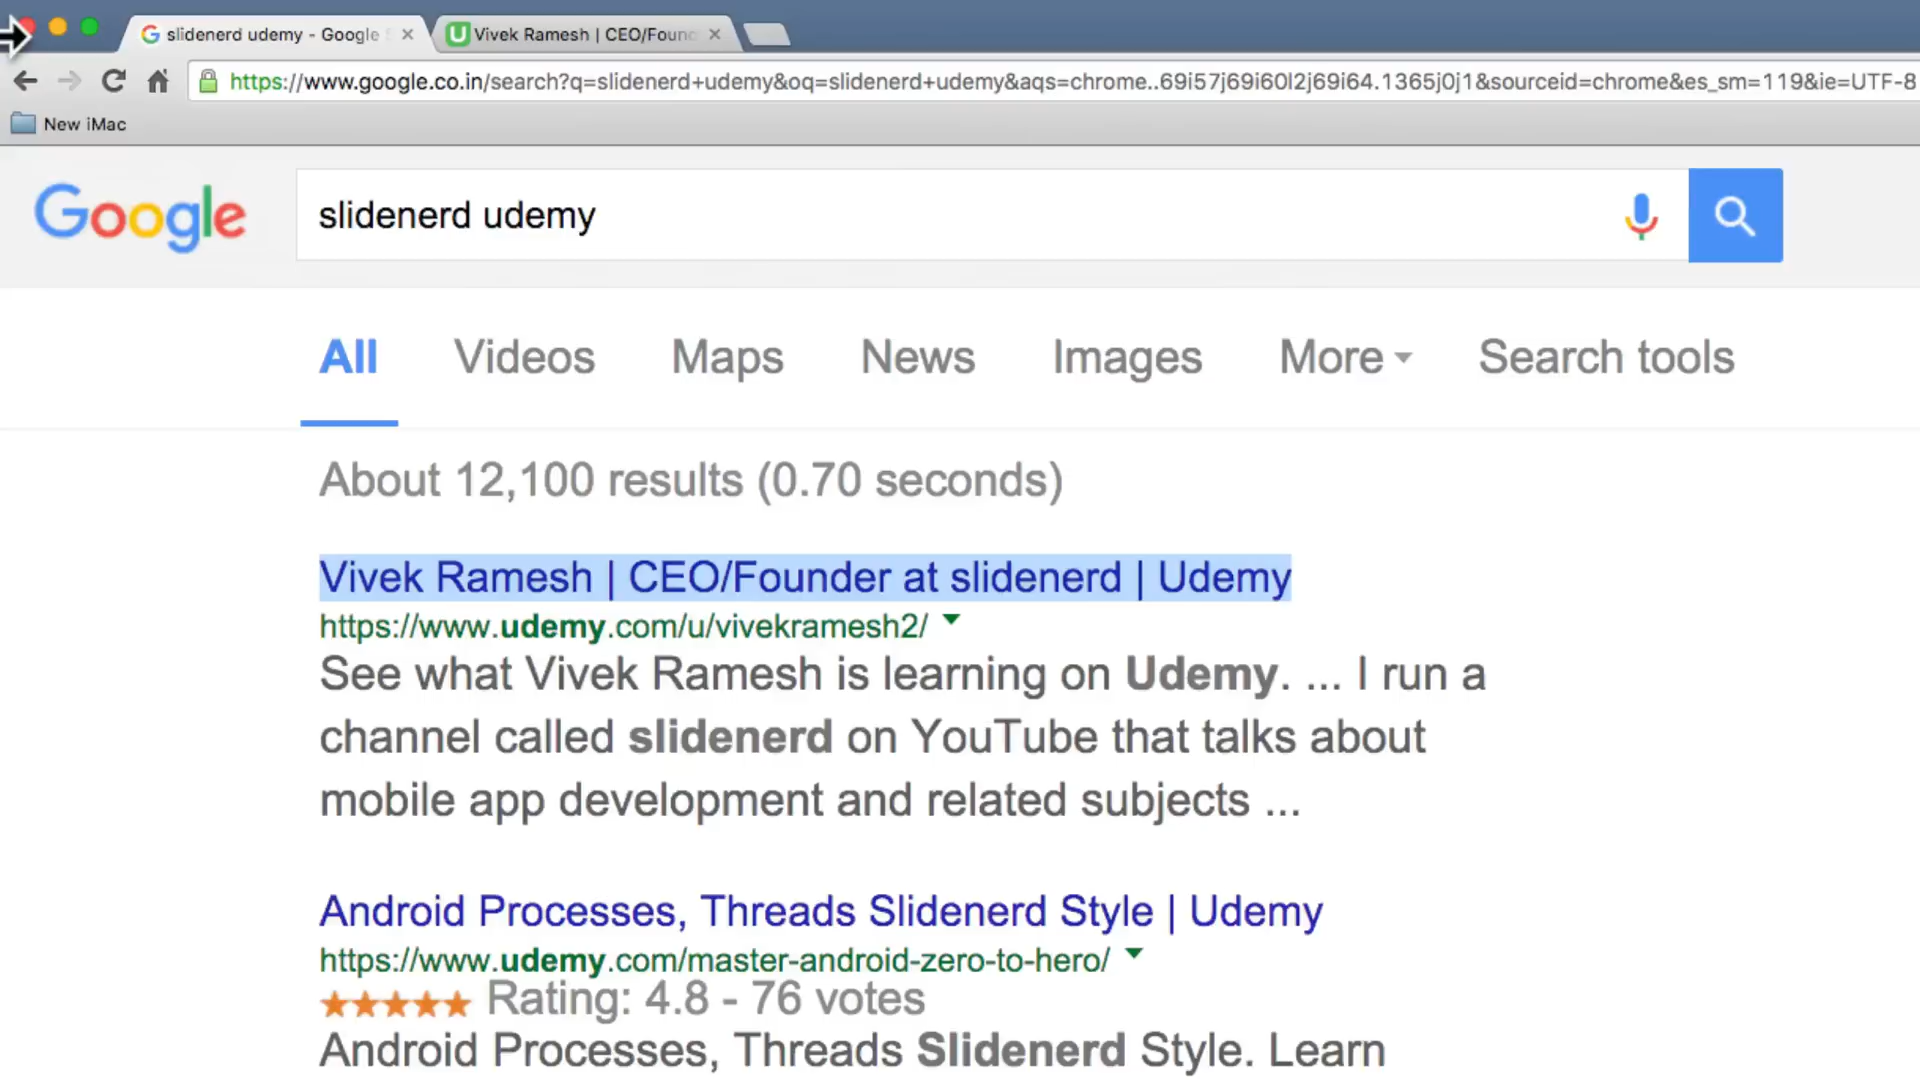 slidenerd udemy - Google
Vivek Ramesh | CEO/Foun
https://www.google.co.in/search?q=slidenerd+udemy&oq=slidenerd+udemy&aqs=chrome..69i57j69i60l2j69i64.1365j0j1&sourceid=chrome&es_sm=119&ie=UTF-8
New iMac
Google
slidenerd udemy
All Videos Maps News Images More Search tools
About 12,100 results (0.70 seconds)
Vivek Ramesh | CEO/Founder at slidenerd | Udemy
https://www.udemy.com/u/vivekramesh2/
See what Vivek Ramesh is learning on Udemy. ... I run a
channel called slidenerd on YouTube that talks about
mobile app development and related subjects ...
Android Processes, Threads Slidenerd Style | Udemy
https://www.udemy.com/master-android-zero-to-hero/
Rating: 4.8 - 76 votes
Android Processes, Threads Slidenerd Style. Learn